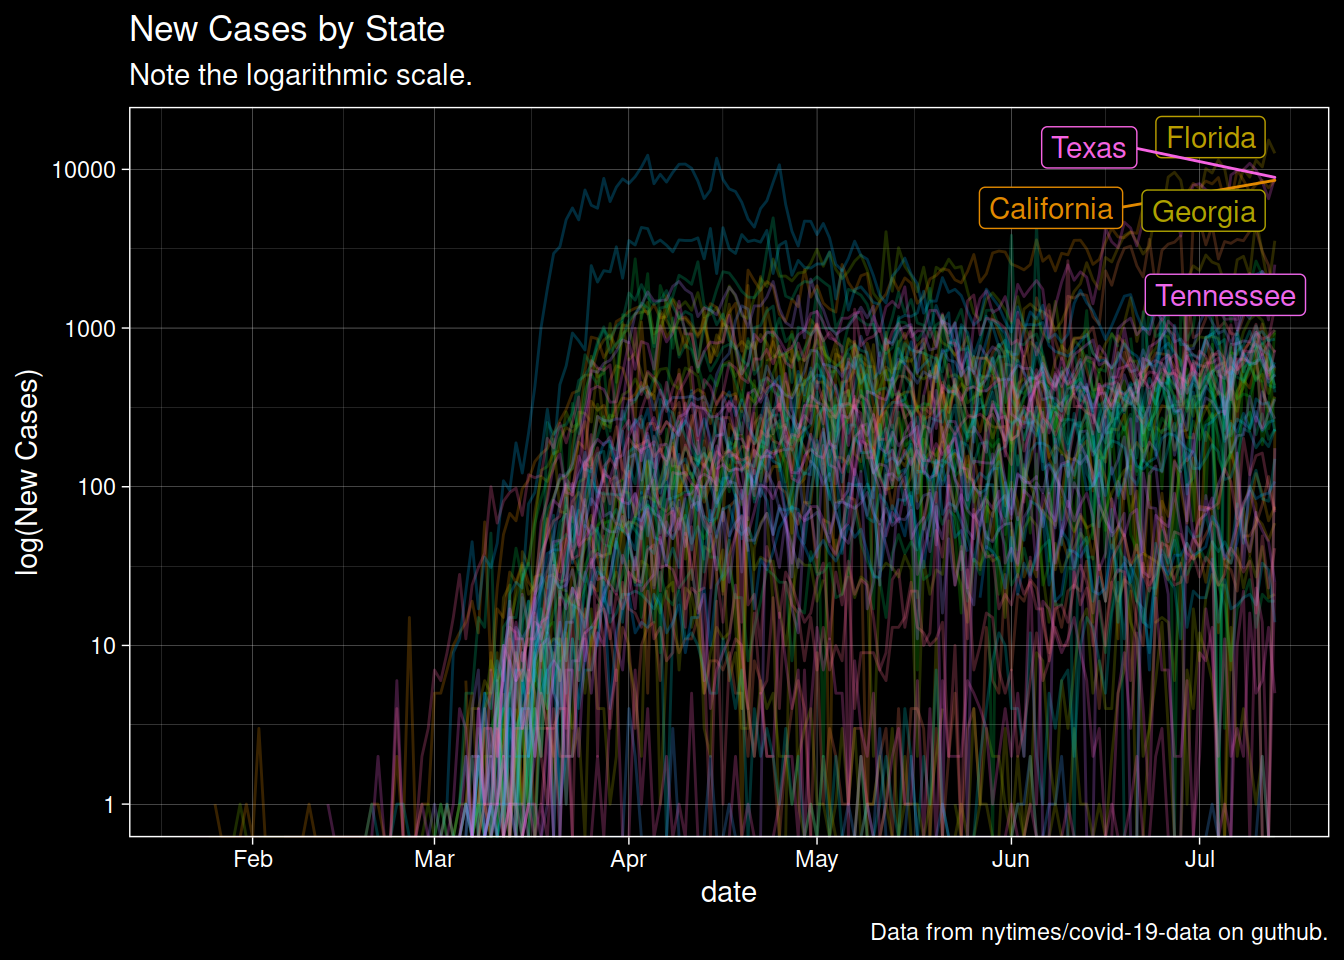 New Cases by State
Note the logarithmic scale.
log(New Cases)
10000
1000
100
10
1
Florida
Texas
California
Georgia
Tennessee
Feb
Mar
Apr
May
Jun
Jul
date
Data from nytimes/covid-19-data on guthub.